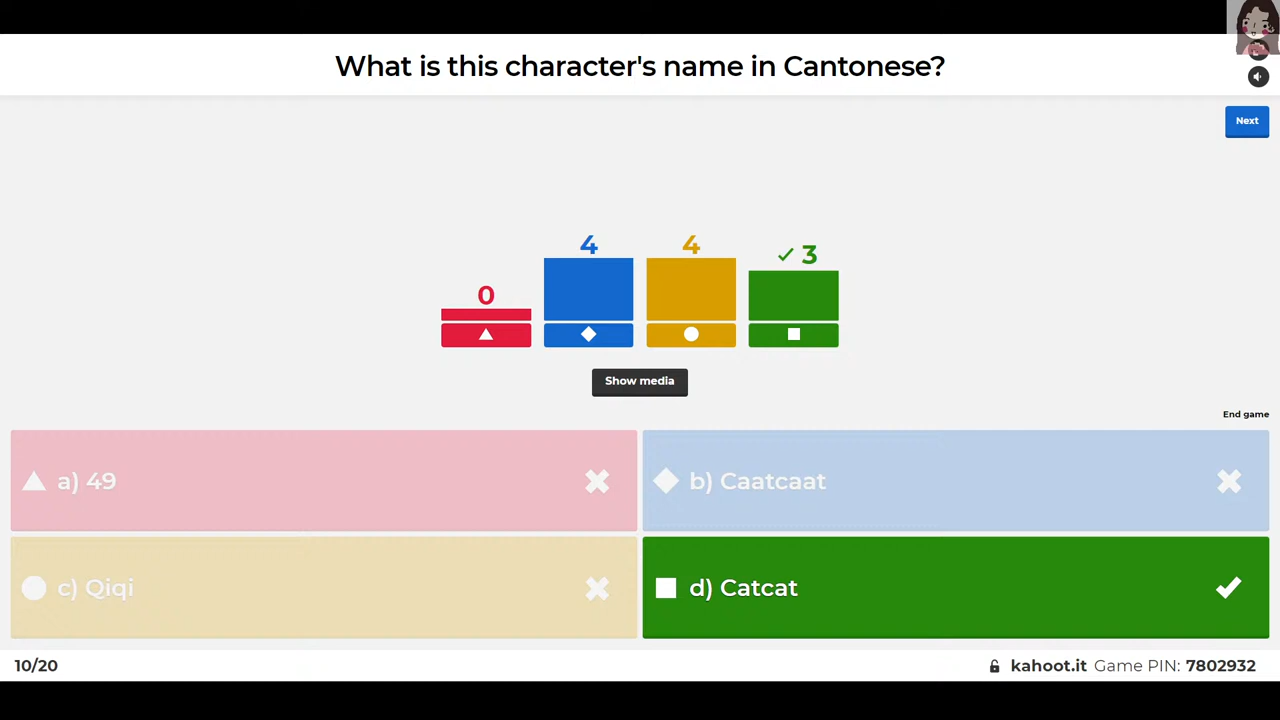 What is this character's name in Cantonese?
Next
0
4
4
3
Show media
End game
a) 49
b) Caatcaat
c) Qiqi
d) Catcat
10/20
kahoot.it Game PIN: 7802932